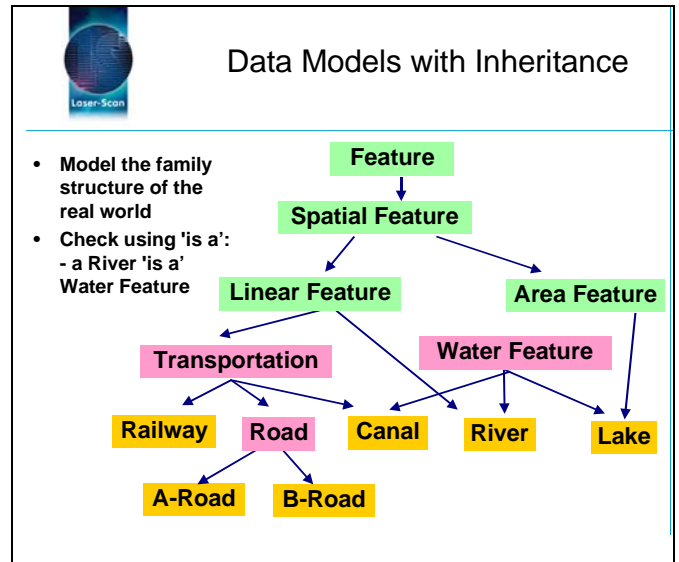 Laser-Scan
Data Models with Inheritance
• Model the family
structure of the
real world
• Check using 'is a’:
- a River 'is a’
Water Feature
Feature
Spatial Feature
Linear Feature
Area Feature
Transportation
Water Feature
Railway
Road
Canal
River
Lake
A-Road
B-Road